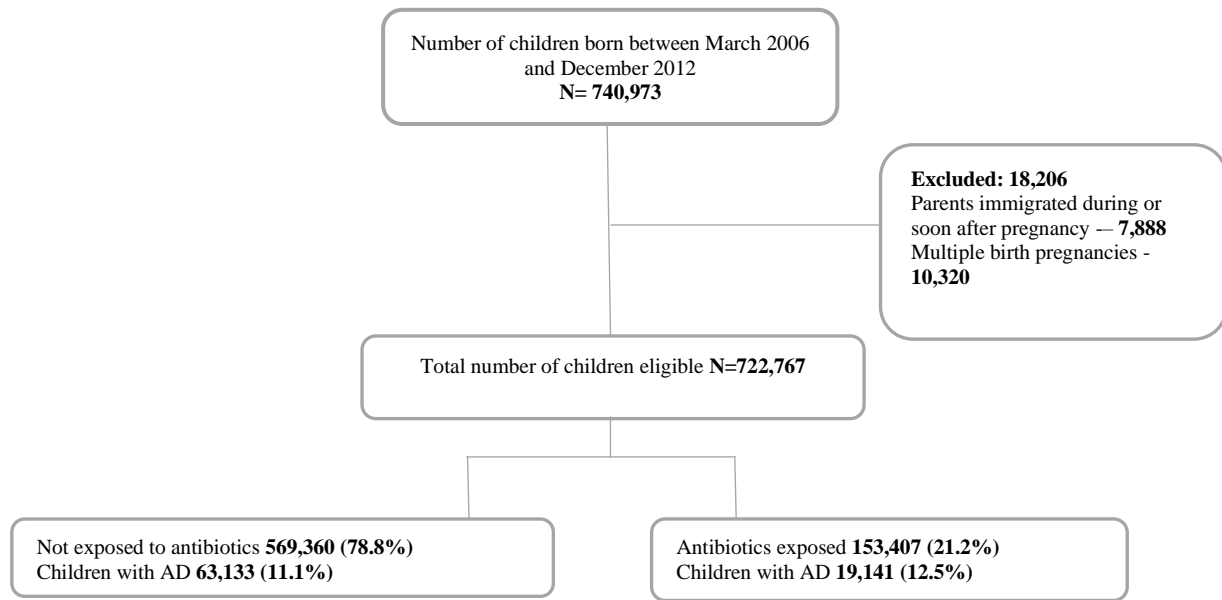 Number of children born between March 2006
and December 2012
N= 740,973
Excluded: 18,206
Parents immigrated during or
soon after pregnancy -– 7,888
Multiple birth pregnancies -
10,320
Total number of children eligible N=722,767
Not exposed to antibiotics 569,360 (78.8%)
Children with AD 63,133 (11.1%)
Antibiotics exposed 153,407 (21.2%)
Children with AD 19,141 (12.5%)